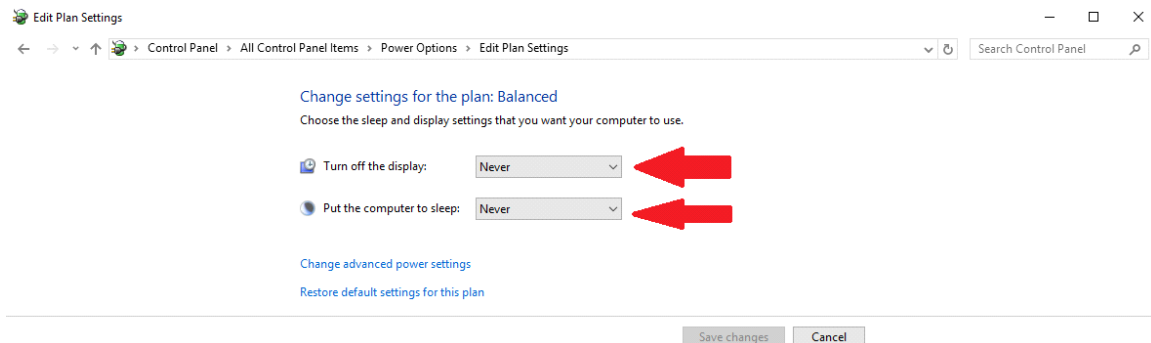 Edit Plan Settings
Control Panel > All Control Panel Items > Power Options > Edit Plan Settings
Search Control Panel
Change settings for the plan: Balanced
Choose the sleep and display settings that you want your computer to use.
Turn off the display: Never
Put the computer to sleep: Never
Change advanced power settings
Restore default settings for this plan
Save changes Cancel